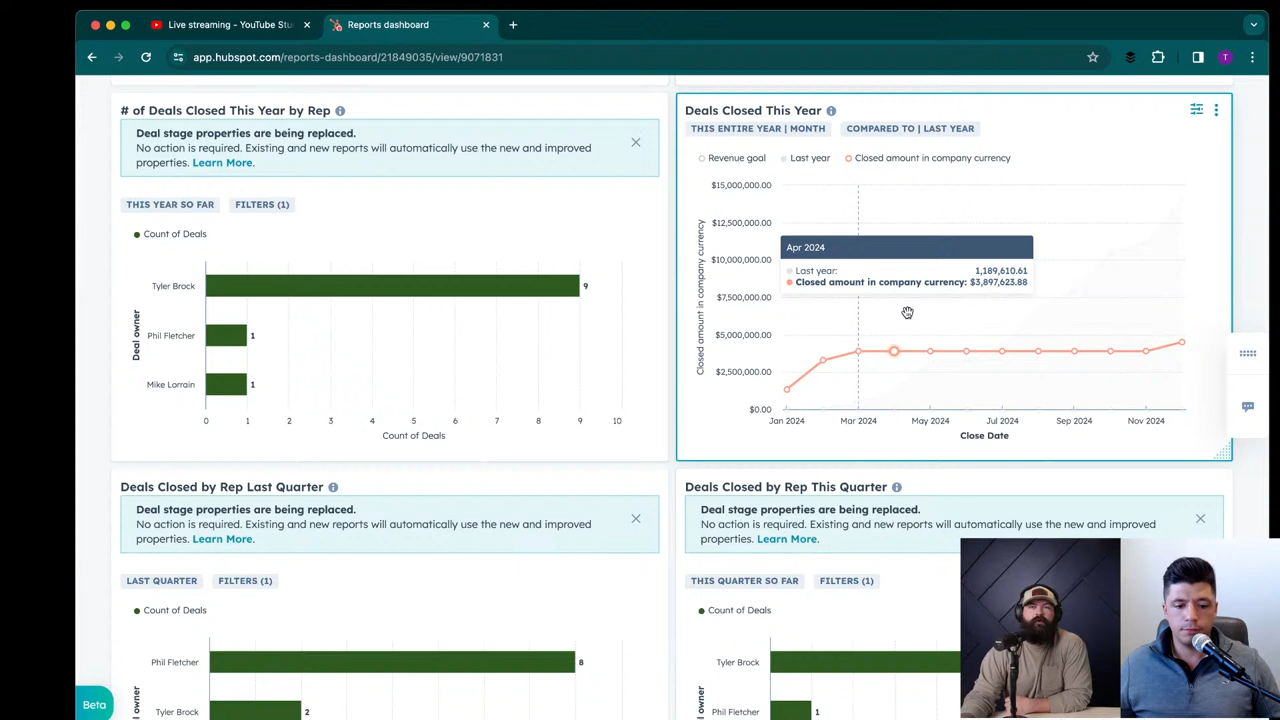 Live streaming - YouTube Stu
Reports dashboard
app.hubspot.com/reports-dashboard/21849035/view/9071831
T
# of Deals Closed This Year by Rep
Deal stage properties are being replaced.
No action is required. Existing and new reports will automatically use the new and improved
properties. Learn More.
THIS YEAR SO FAR
FILTERS (1)
Count of Deals
Tyler Brock
9
Phil Fletcher
1
Mike Lorrain
1
Deal owner
0 1 2 3 4 5 6 7 8 9 10
Count of Deals
Deals Closed This Year
THIS ENTIRE YEAR | MONTH
COMPARED TO | LAST YEAR
Revenue goal
Last year
Closed amount in company currency
$15,000,000.00
$12,500,000.00
$10,000,000.00
$7,500,000.00
$5,000,000.00
$2,500,000.00
$0.00
Closed amount in company currency
Apr 2024
Last year: 1,189,610.61
Closed amount in company currency: $3,897,623.88
Jan 2024 Mar 2024 May 2024 Jul 2024 Sep 2024 Nov 2024
Close Date
Deals Closed by Rep Last Quarter
Deal stage properties are being replaced.
No action is required. Existing and new reports will automatically use the new and improved
properties. Learn More.
LAST QUARTER
FILTERS (1)
Count of Deals
Phil Fletcher
8
Tyler Brock
2
owner
Deals Closed by Rep This Quarter
Deal stage properties are being replaced.
No action is required. Existing and new reports will automatically use the new and improved
properties. Learn More.
THIS QUARTER SO FAR
FILTERS (1)
Count of Deals
Tyler Brock
Phil Fletcher
1
owner
Beta